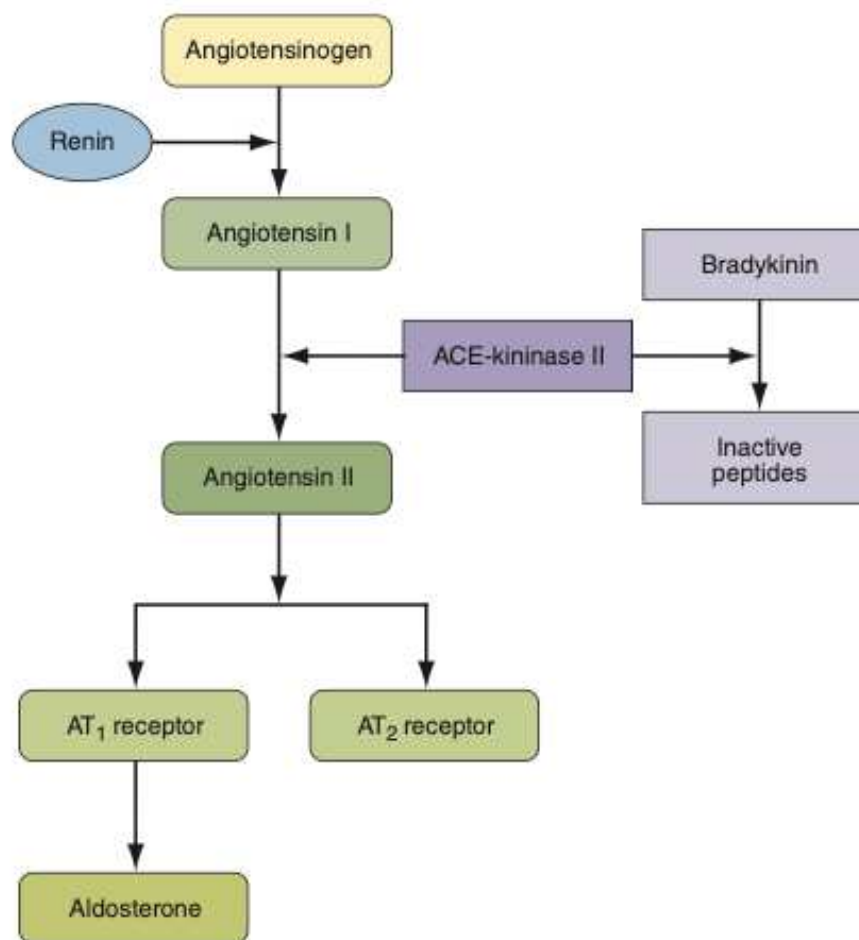 Angiotensinogen
Renin
Angiotensin I
Bradykinin
ACE-kininase II
Inactive
peptides
Angiotensin II
AT₁ receptor
AT₂ receptor
Aldosterone